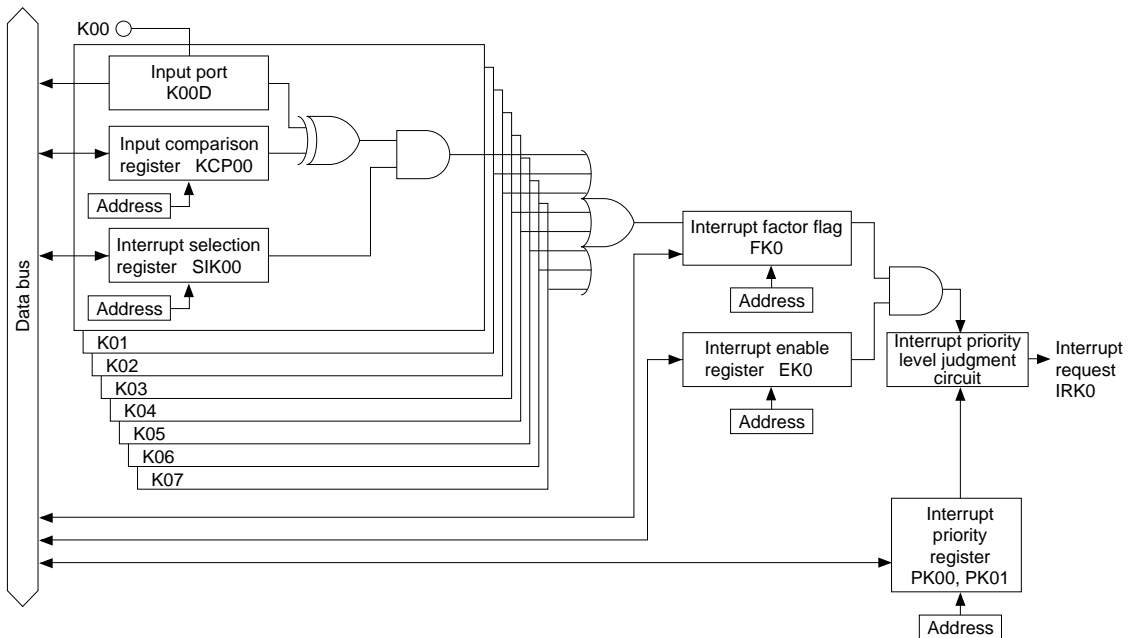 K00
Input port
K00D
Input comparison
register KCP00
Address
Interrupt selection
register SIK00
Address
Data bus
K01
K02
K03
K04
K05
K06
K07
Interrupt factor flag
FK0
Address
Interrupt enable
register EK0
Address
Interrupt priority
level judgment
circuit
Interrupt
request
IRK0
Interrupt
priority
register
PK00, PK01
Address